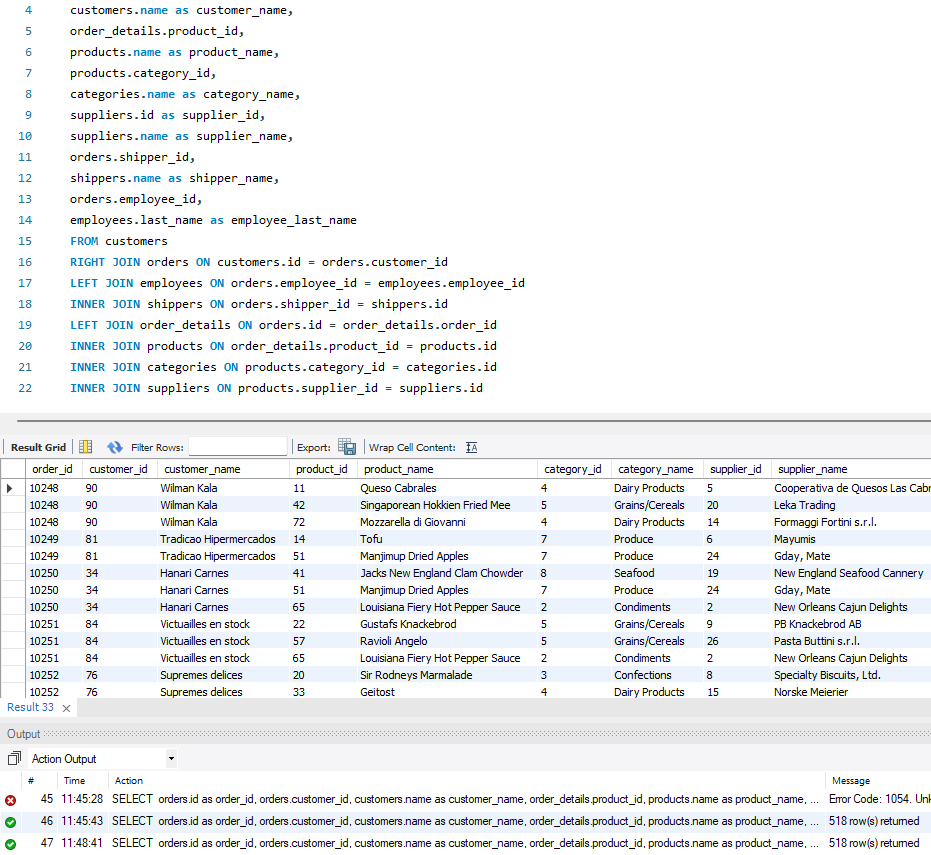 4 customers.name as customer_name,
5 order_details.product_id,
6 products.name as product_name,
7 products.category_id,
8 categories.name as category_name,
9 suppliers.id as supplier_id,
10 suppliers.name as supplier_name,
11 orders.shipper_id,
12 shippers.name as shipper_name,
13 orders.employee_id,
14 employees.last_name as employee_last_name
15 FROM customers
16 RIGHT JOIN orders ON customers.id = orders.customer_id
17 LEFT JOIN employees ON orders.employee_id = employees.employee_id
18 INNER JOIN shippers ON orders.shipper_id = shippers.id
19 LEFT JOIN order_details ON orders.id = order_details.order_id
20 INNER JOIN products ON order_details.product_id = products.id
21 INNER JOIN categories ON products.category_id = categories.id
22 INNER JOIN suppliers ON products.supplier_id = suppliers.id
Result Grid Filter Rows: Export: Wrap Cell Content: IA
order_id customer_id customer_name product_id product_name category_id category_name supplier_id supplier_name
10248 90 Wilman Kala 11 Queso Cabrales 4 Dairy Products 5 Cooperativa de Quesos Las Cabr
10248 90 Wilman Kala 42 Singaporean Hokkien Fried Mee 5 Grains/Cereals 20 Leka Trading
10248 90 Wilman Kala 72 Mozzarella di Giovanni 4 Dairy Products 14 Formaggi Fortini s.r.l.
10249 81 Tradicao Hipermercados 14 Tofu 7 Produce 6 Mayumis
10249 81 Tradicao Hipermercados 51 Manjimup Dried Apples 7 Produce 24 Gday, Mate
10250 34 Hanari Carnes 41 Jacks New England Clam Chowder 8 Seafood 19 New England Seafood Cannery
10250 34 Hanari Carnes 51 Manjimup Dried Apples 7 Produce 24 Gday, Mate
10250 34 Hanari Carnes 65 Louisiana Fiery Hot Pepper Sauce 2 Condiments 2 New Orleans Cajun Delights
10251 84 Victuailles en stock 22 Gustafs Knackebrod 5 Grains/Cereals 9 PB Knackebrod AB
10251 84 Victuailles en stock 57 Ravioli Angelo 5 Grains/Cereals 26 Pasta Buttini s.r.l.
10251 84 Victuailles en stock 65 Louisiana Fiery Hot Pepper Sauce 2 Condiments 2 New Orleans Cajun Delights
10252 76 Supremes delices 20 Sir Rodneys Marmalade 3 Confections 8 Specialty Biscuits, Ltd.
10252 76 Supremes delices 33 Geitost 4 Dairy Products 15 Norske Meierier
Result 33
Output
Action Output
# Time Action Message
45 11:45:28 SELECT orders.id as order_id, orders.customer_id, customers.name as customer_name, order_details.product_id, products.name as product_name, ... Error Code: 1054. Unk
46 11:45:43 SELECT orders.id as order_id, orders.customer_id, customers.name as customer_name, order_details.product_id, products.name as product_name, ... 518 row(s) returned
47 11:48:41 SELECT orders.id as order_id, orders.customer_id, customers.name as customer_name, order_details.product_id, products.name as product_name, ... 518 row(s) returned